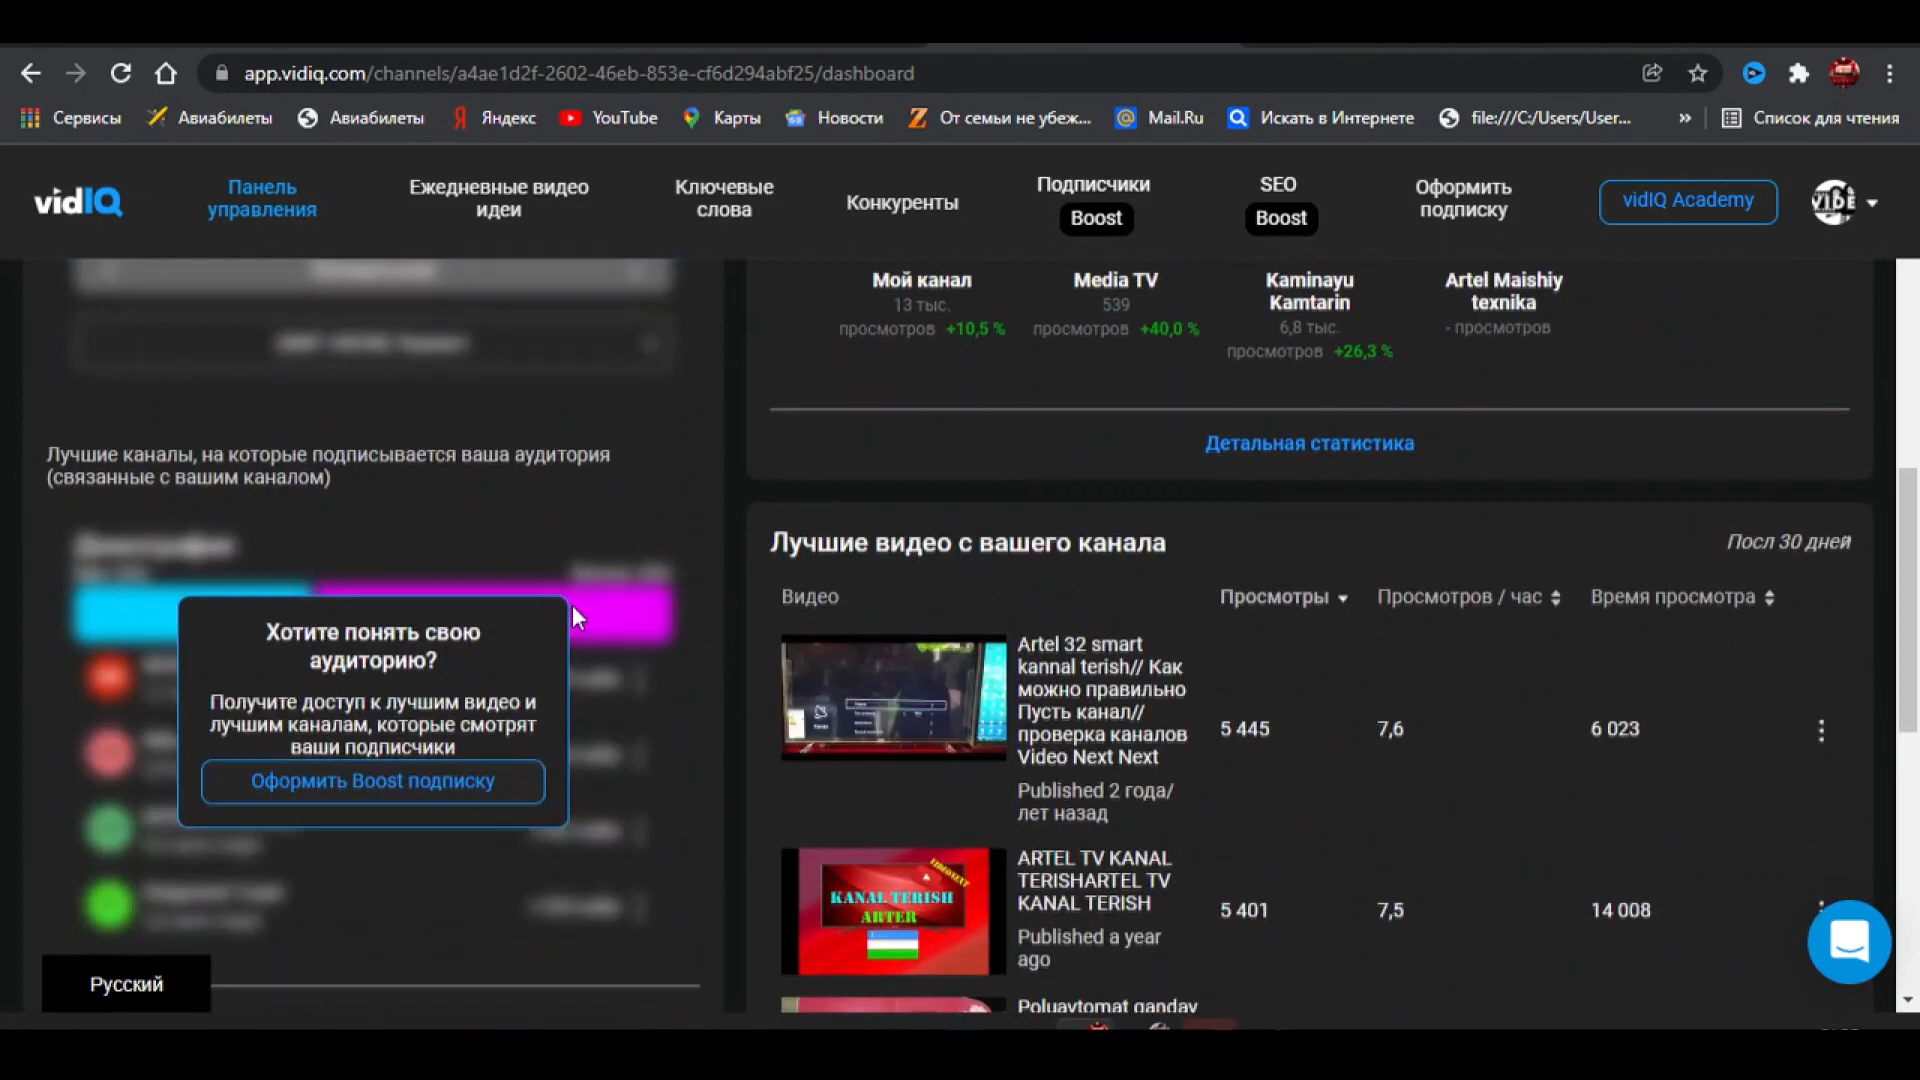 app.vidiq.com/channels/a4ae1d2f-2602-46eb-853e-cf6d294abf25/dashboard
Сервисы
Авиабилеты
Авиабилеты
Яндекс
YouTube
Карты
Новости
От семьи не убеж...
Mail.Ru
Искать в Интернете
file:///C:/Users/User...
»
Список для чтения
vidIQ
Панель
управления
Ежедневные видео
идеи
Ключевые
слова
Конкуренты
Подписчики
Boost
SEO
Boost
Оформить
подписку
vidIQ Academy
VIBE
Мой канал
13 тыс.
просмотров +10,5 %
Media TV
539
просмотров +40,0 %
Kaminayu
Kamtarin
6,8 тыс.
просмотров +26,3 %
Artel Maishiy
texnika
- просмотров
Детальная статистика
Лучшие каналы, на которые подписывается ваша аудитория
(связанные с вашим каналом)
Хотите понять свою
аудиторию?
Получите доступ к лучшим видео и
лучшим каналам, которые смотрят
ваши подписчики
Оформить Boost подписку
Русский
Лучшие видео с вашего канала
Посл 30 дней
Видео
Просмотры
Просмотров / час
Время просмотра
Artel 32 smart
kannal terish// Как
можно правильно
Пусть канал//
проверка каналов
Video Next Next
Published 2 года/
лет назад
5 445
7,6
6 023
KANAL TERISH
ARTER
VIDEONEXT
ARTEL TV KANAL
TERISHARTEL TV
KANAL TERISH
Published a year
ago
5 401
7,5
14 008
Poluavtomat qanday